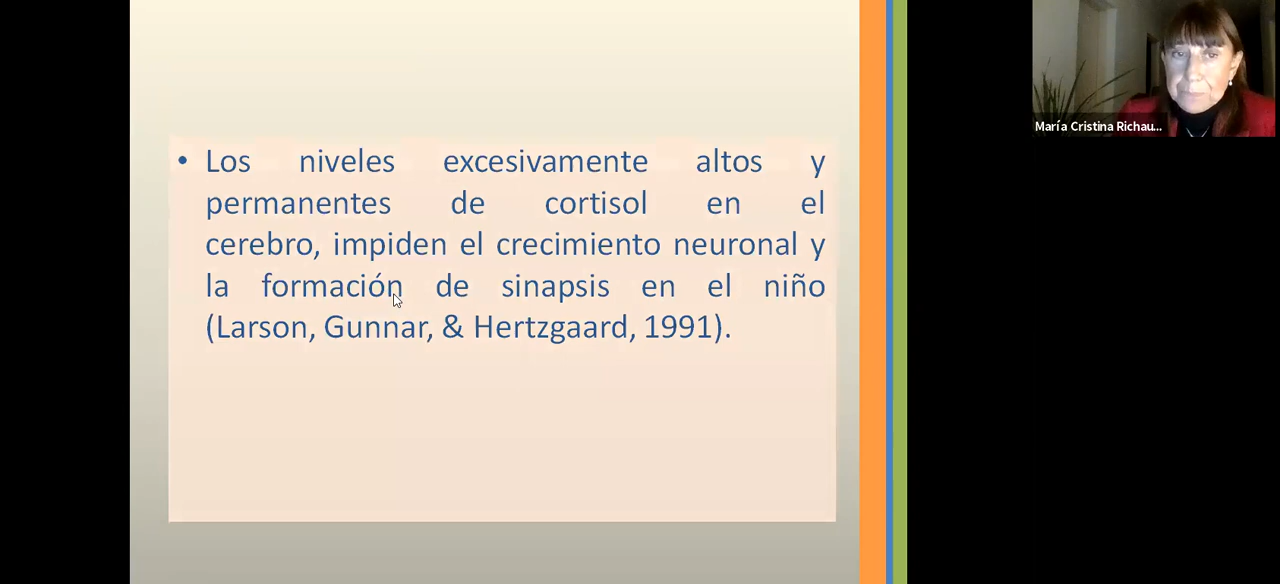 • Los niveles excesivamente altos y
permanentes de cortisol en el
cerebro, impiden el crecimiento neuronal y
la formación de sinapsis en el niño
(Larson, Gunnar, & Hertzgaard, 1991).
María Cristina Richau...